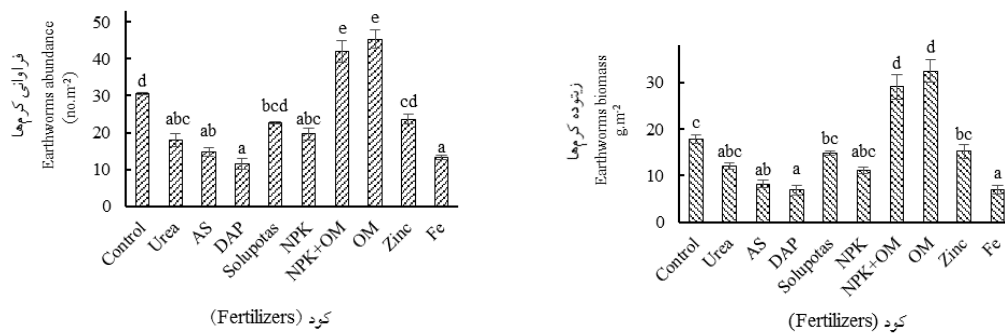 فراوانی کرم‌ها
Earthworms abundance
(no.m-2)
50
40
30
20
10
0
d
abc
ab
a
bcd
abc
e
e
cd
a
Control
Urea
AS
DAP
Solupotas
NPK
NPK+OM
OM
Zinc
Fe
کود (Fertilizers)
زیتوده کرم‌ها
Earthworms biomass
g.m-2
30
20
10
0
c
abc
ab
a
bc
abc
d
d
bc
a
Control
Urea
AS
DAP
Solupotas
NPK
NPK+OM
OM
Zinc
Fe
کود (Fertilizers)